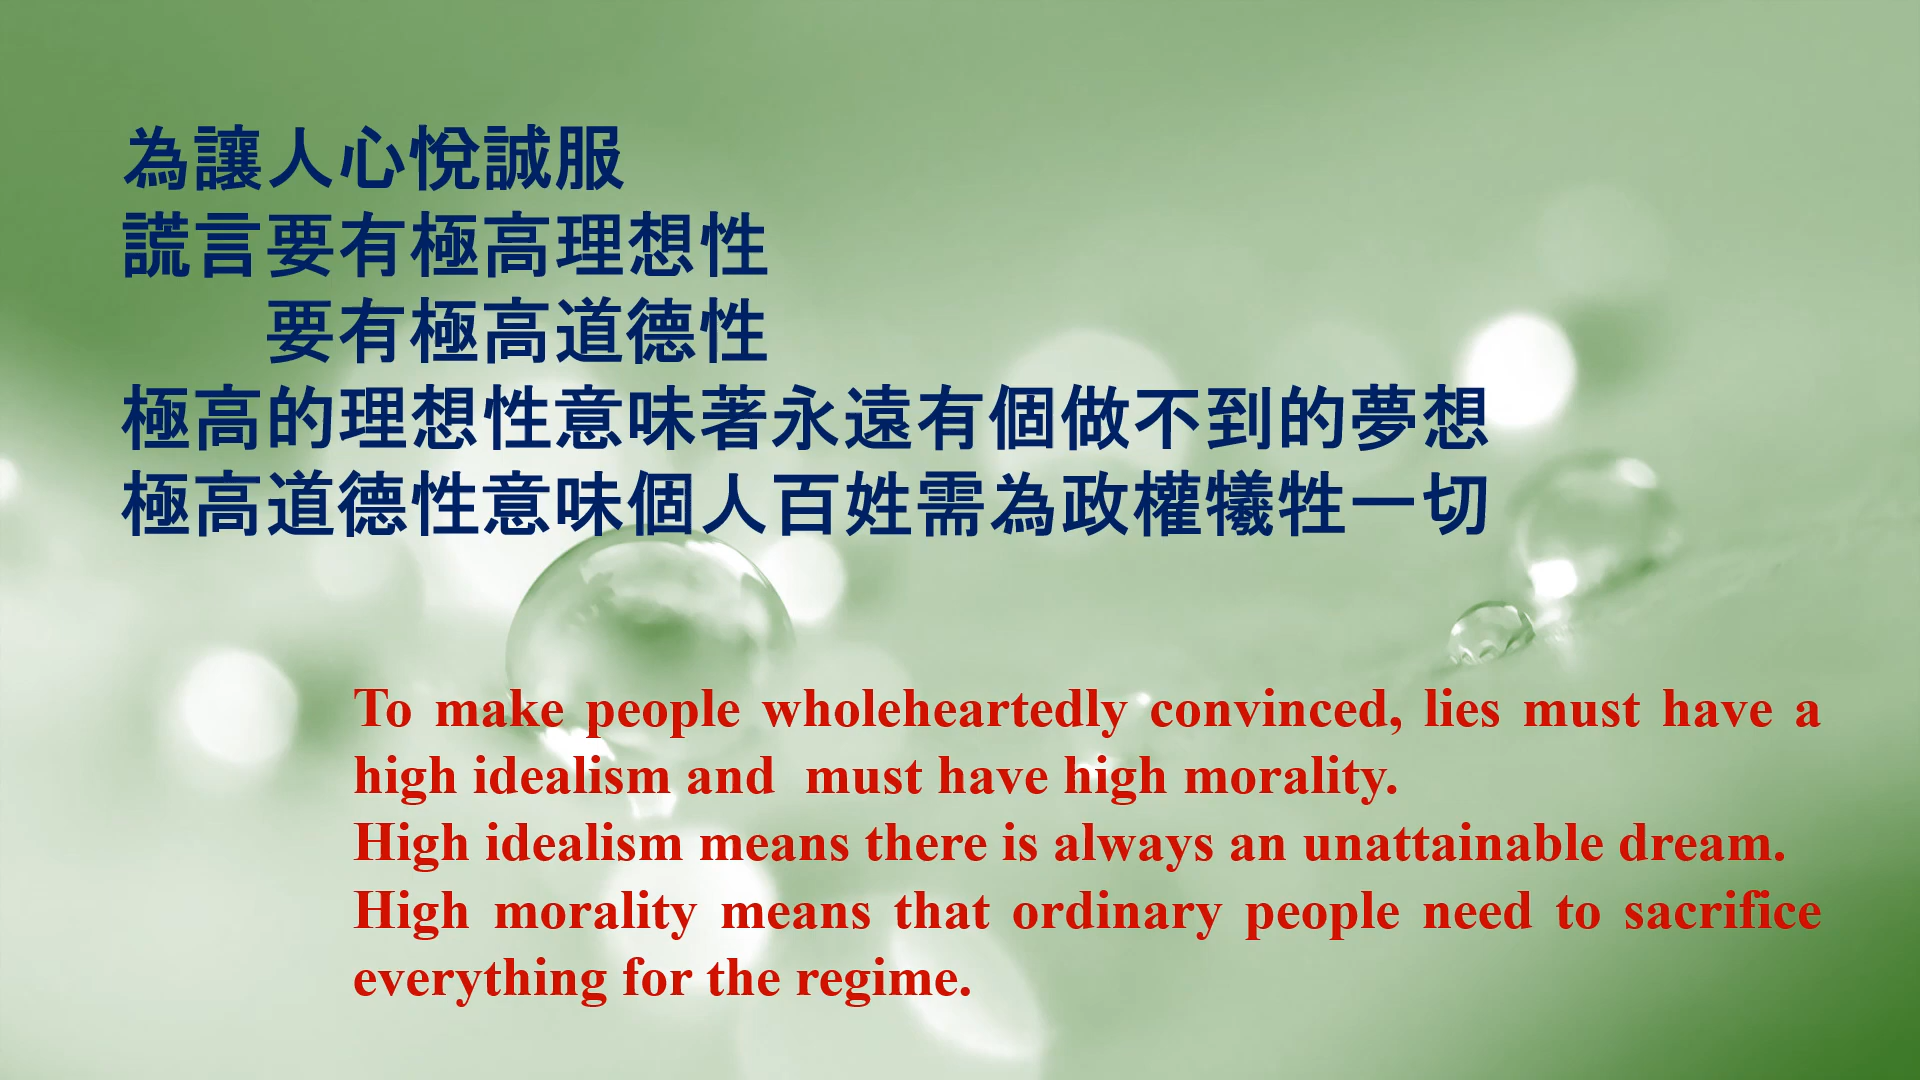 為讓人心悅誠服
謊言要有極高理想性
要有極高道德性
極高的理想性意味著永遠有個做不到的夢想
極高道德性意味個人百姓需為政權犧牲一切
To make people wholeheartedly convinced, lies must have a
high idealism and  must have high morality.
High idealism means there is always an unattainable dream.
High morality means that ordinary people need to sacrifice
everything for the regime.